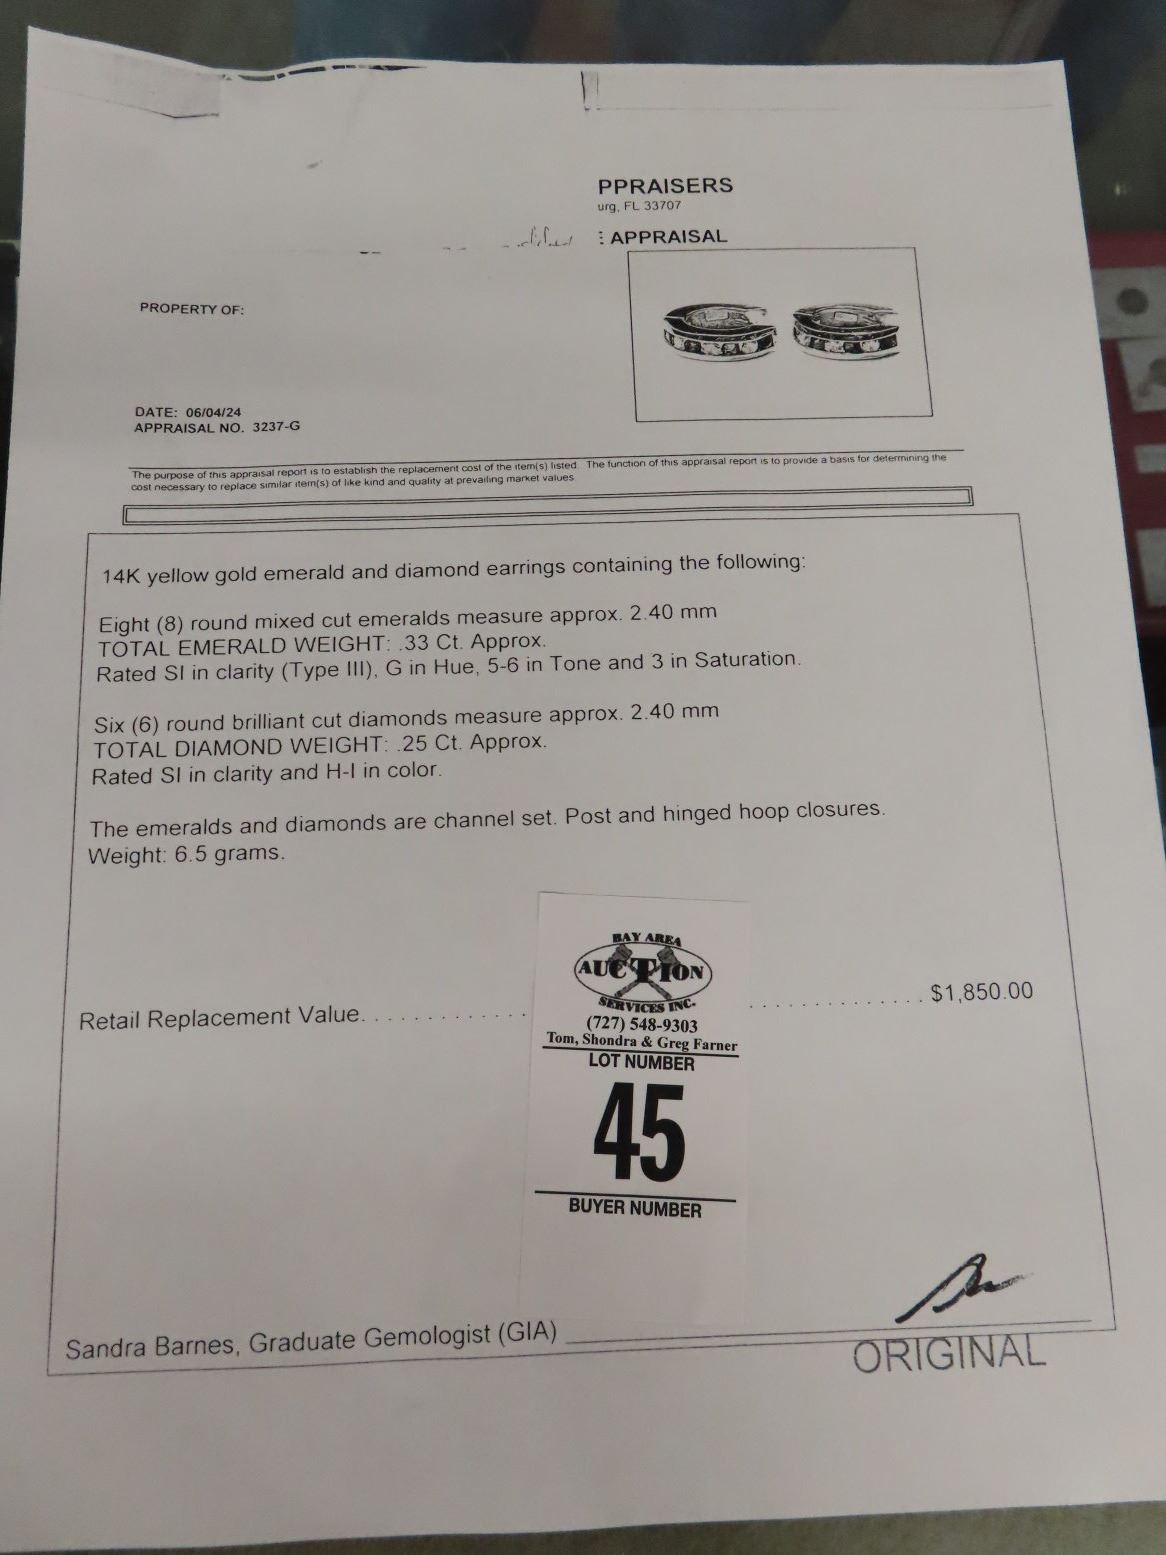 PPRAISERS
urg, FL 33707
: APPRAISAL
PROPERTY OF:
DATE: 06/04/24
APPRAISAL NO. 3237-G
The purpose of this appraisal report is to establish the replacement cost of the item(s) listed. The function of this appraisal report is to provide a basis for determining the
cost necessary to replace similar item(s) of like kind and quality at prevailing market values.
14K yellow gold emerald and diamond earrings containing the following:
Eight (8) round mixed cut emeralds measure approx. 2.40 mm
TOTAL EMERALD WEIGHT: .33 Ct. Approx.
Rated SI in clarity (Type III), G in Hue, 5-6 in Tone and 3 in Saturation.
Six (6) round brilliant cut diamonds measure approx. 2.40 mm
TOTAL DIAMOND WEIGHT: .25 Ct. Approx.
Rated SI in clarity and H-I in color.
The emeralds and diamonds are channel set. Post and hinged hoop closures.
Weight: 6.5 grams.
Retail Replacement Value. . . . . . . . . . . . . . . . . . . . . . . . . . $1,850.00
BAY AREA
AUCTION
SERVICES INC.
(727) 548-9303
Tom, Shondra & Greg Farner
LOT NUMBER
45
BUYER NUMBER
Sandra Barnes, Graduate Gemologist (GIA)
ORIGINAL